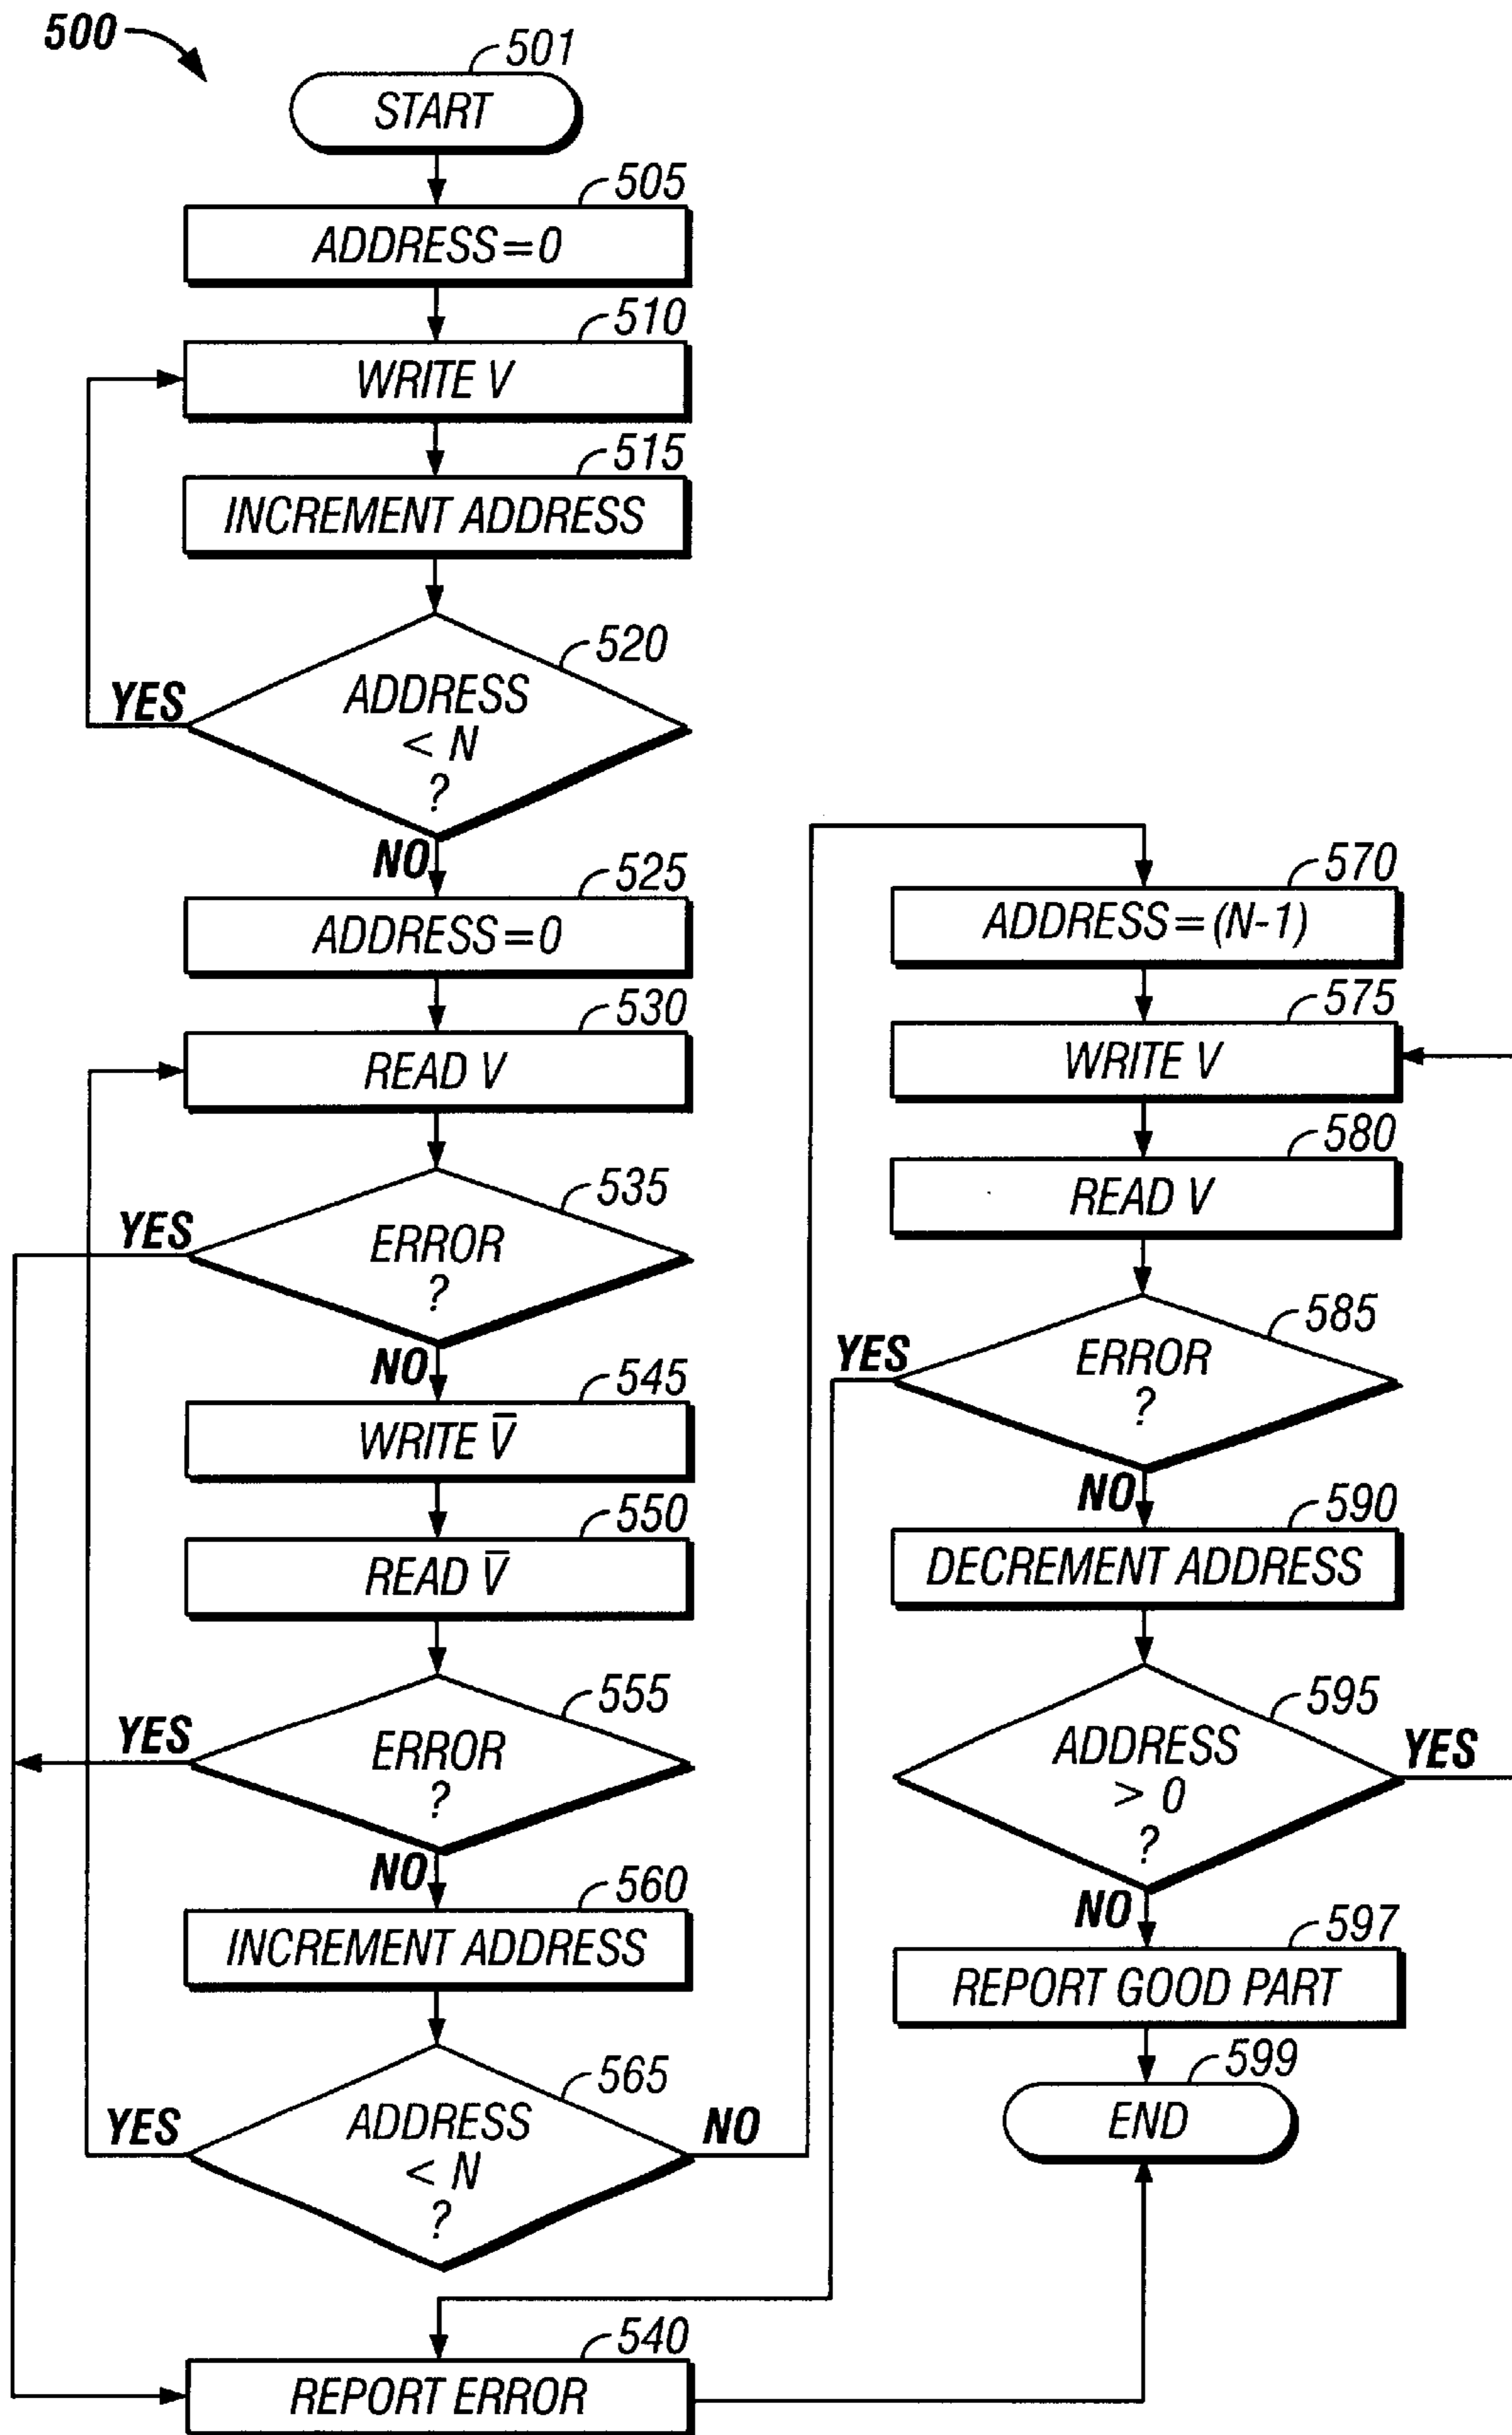 500
501
START
505
ADDRESS=0
510
WRITE V
515
INCREMENT ADDRESS
520
ADDRESS
< N
?
YES
NO
525
ADDRESS=0
530
READ V
535
ERROR
?
YES
NO
545
WRITE V̅
550
READ V̅
555
ERROR
?
YES
NO
560
INCREMENT ADDRESS
565
ADDRESS
< N
?
YES
NO
570
ADDRESS=(N-1)
575
WRITE V
580
READ V
585
ERROR
?
YES
NO
590
DECREMENT ADDRESS
595
ADDRESS
> 0
?
YES
NO
597
REPORT GOOD PART
599
END
540
REPORT ERROR